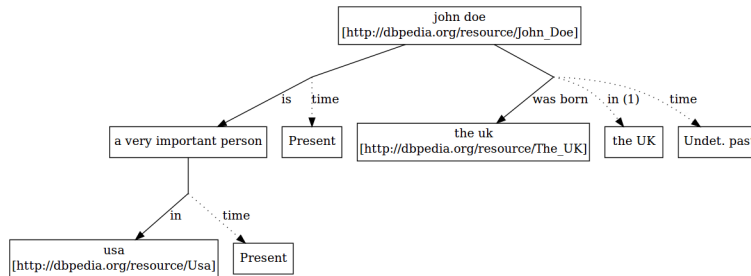 john doe
[http://dbpedia.org/resource/John_Doe]
is
time
was born
in (1)
time
a very important person
Present
the uk
[http://dbpedia.org/resource/The_UK]
the UK
Undet. past
in
time
usa
[http://dbpedia.org/resource/Usa]
Present